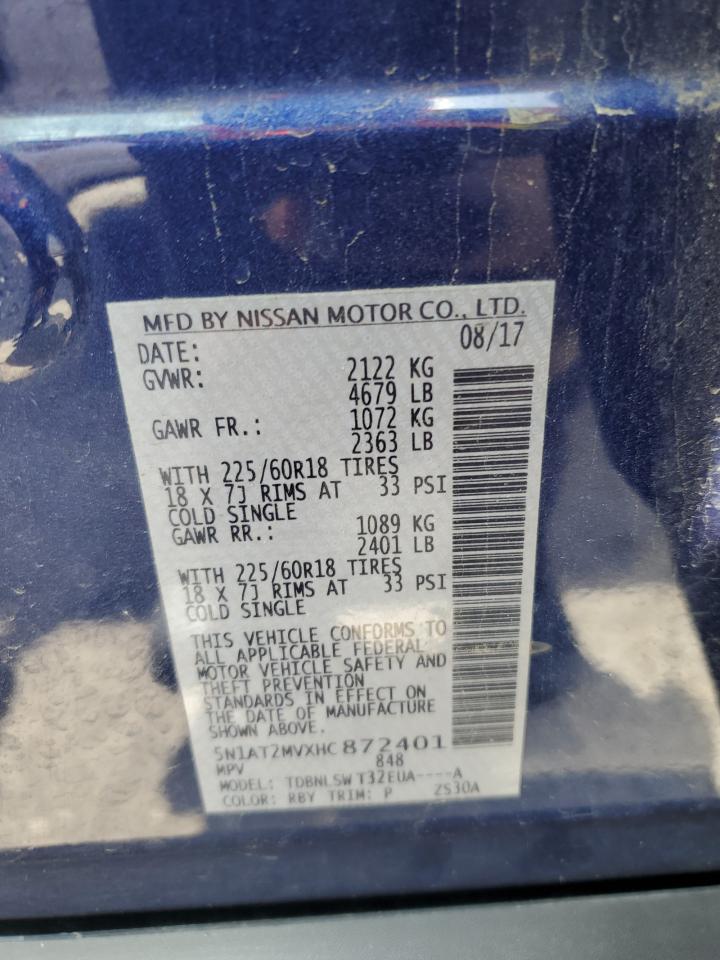 MFD BY NISSAN MOTOR CO., LTD.
DATE: 08/17
GVWR: 2122 KG
4679 LB
GAWR FR.: 1072 KG
2363 LB
WITH 225/60R18 TIRES
18 X 7J RIMS AT 33 PSI
COLD SINGLE
GAWR RR.: 1089 KG
2401 LB
WITH 225/60R18 TIRES
18 X 7J RIMS AT 33 PSI
COLD SINGLE
THIS VEHICLE CONFORMS TO
ALL APPLICABLE FEDERAL
MOTOR VEHICLE SAFETY AND
THEFT PREVENTION
STANDARDS IN EFFECT ON
THE DATE OF MANUFACTURE
SHOWN ABOVE.
5N1AT2MVXHC872401
MPV 848
MODEL: TDBNLSW T32EUA----A
COLOR: RBY TRIM: P ZS30A